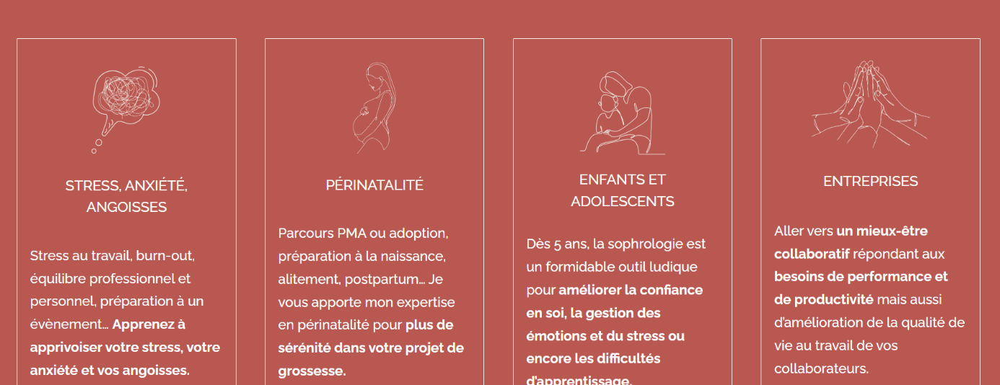 STRESS, ANXIÉTÉ,
ANGOISSES
Stress au travail, burn-out,
équilibre professionnel et
personnel, préparation à un
évènement... Apprenez à
apprivoiser votre stress, votre
anxiété et vos angoisses.
PÉRINATALITÉ
Parcours PMA ou adoption,
préparation à la naissance,
alitement, postpartum... Je
vous apporte mon expertise
en périnatalité pour plus de
sérénité dans votre projet de
grossesse.
ENFANTS ET
ADOLESCENTS
Dès 5 ans, la sophrologie est
un formidable outil ludique
pour améliorer la confiance
en soi, la gestion des
émotions et du stress ou
encore les difficultés
d'apprentissage.
ENTREPRISES
Aller vers un mieux-être
collaboratif répondant aux
besoins de performance et
de productivité mais aussi
d'amélioration de la qualité de
vie au travail de vos
collaborateurs.